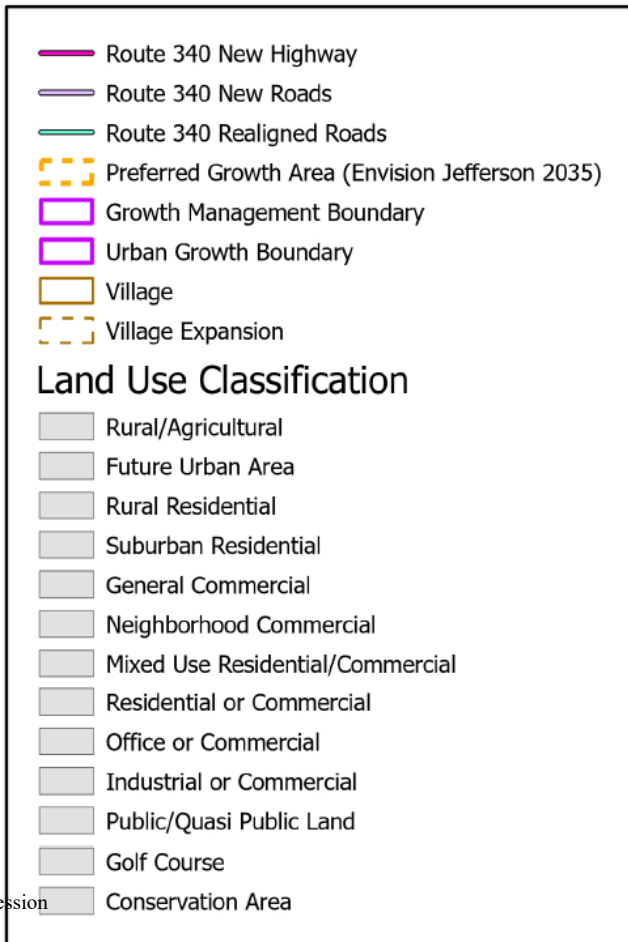 Route 340 New Highway
Route 340 New Roads
Route 340 Realigned Roads
Preferred Growth Area (Envision Jefferson 2035)
Growth Management Boundary
Urban Growth Boundary
Village
Village Expansion
Land Use Classification
Rural/Agricultural
Future Urban Area
Rural Residential
Suburban Residential
General Commercial
Neighborhood Commercial
Mixed Use Residential/Commercial
Residential or Commercial
Office or Commercial
Industrial or Commercial
Public/Quasi Public Land
Golf Course
ession Conservation Area